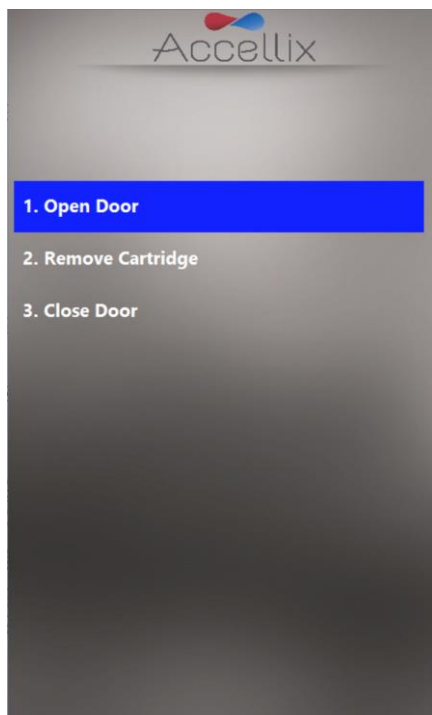 Accellix
1. Open Door
2. Remove Cartridge
3. Close Door